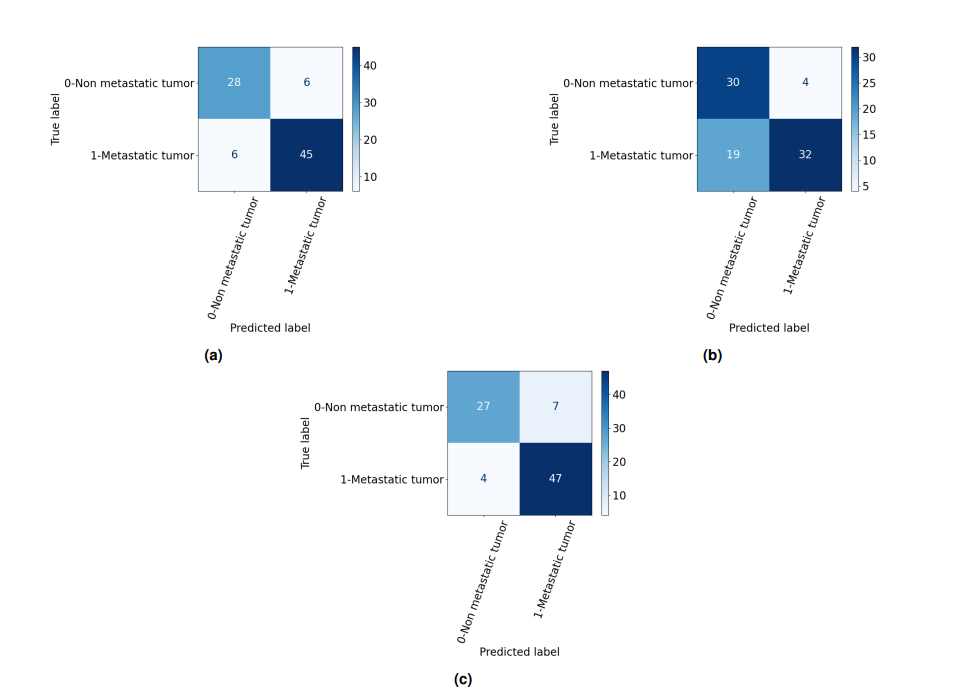 0-Non metastatic tumor
1-Metastatic tumor
True label
28
6
6
45
40
30
20
10
0-Non metastatic tumor
1-Metastatic tumor
Predicted label
(a)
0-Non metastatic tumor
1-Metastatic tumor
True label
30
4
19
32
30
25
20
15
10
5
0-Non metastatic tumor
1-Metastatic tumor
Predicted label
(b)
0-Non metastatic tumor
1-Metastatic tumor
True label
27
7
4
47
40
30
20
10
0-Non metastatic tumor
1-Metastatic tumor
Predicted label
(c)